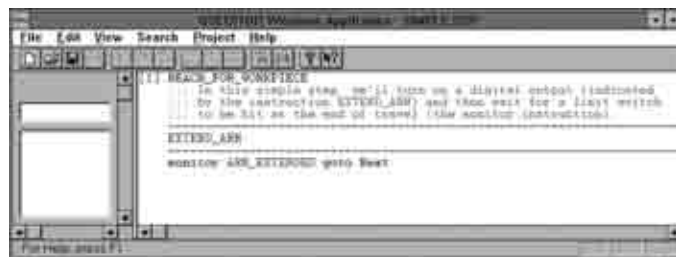 File Edit View Search Project Help
[1] REACH_FOR_WORKPIECE
In this simple step, we'll turn on a digital output (indicated
by the instruction EXTEND_ARM) and then wait for a limit switch
to be hit at the end of travel (the monitor instruction).
EXTEND_ARM
monitor ARM_EXTENDED goto Next
For Help, press F1